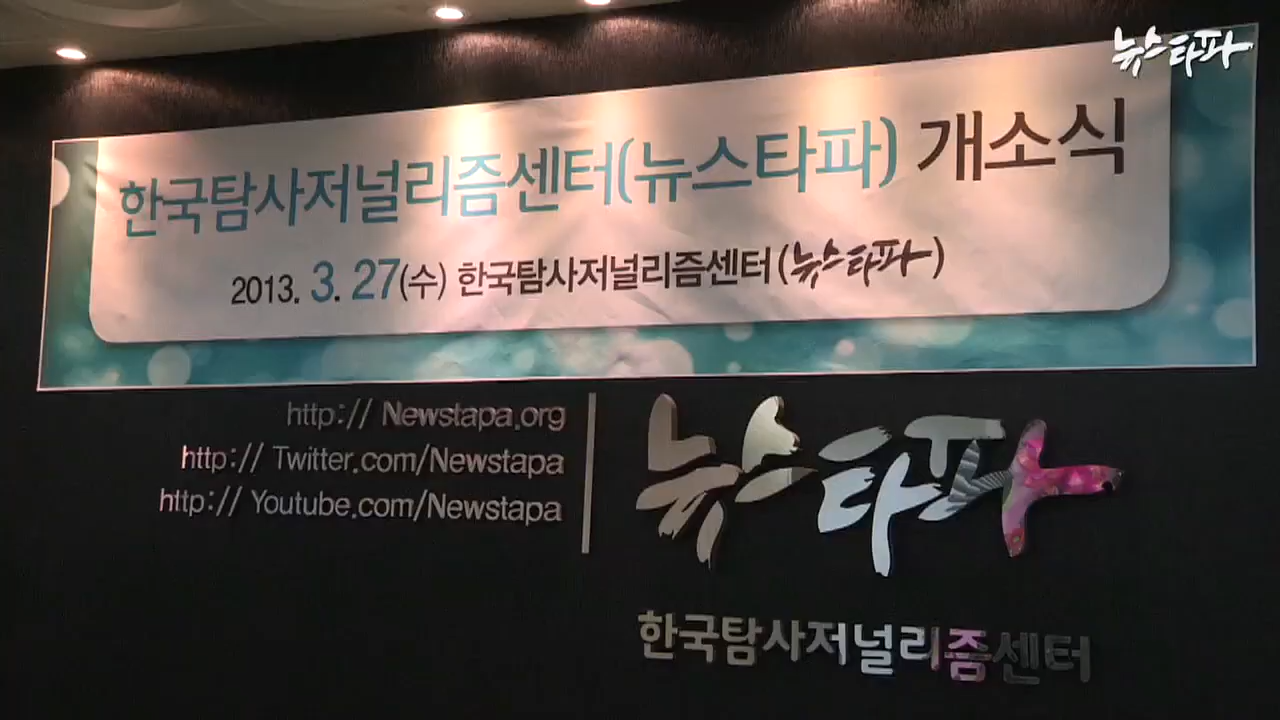 뉴스타파
한국탐사저널리즘센터(뉴스타파) 개소식
2013. 3. 27(수) 한국탐사저널리즘센터 (뉴스타파)
http:// Newstapa.org
http:// Twitter.com/Newstapa
http:// Youtube.com/Newstapa
뉴스타파
한국탐사저널리즘센터